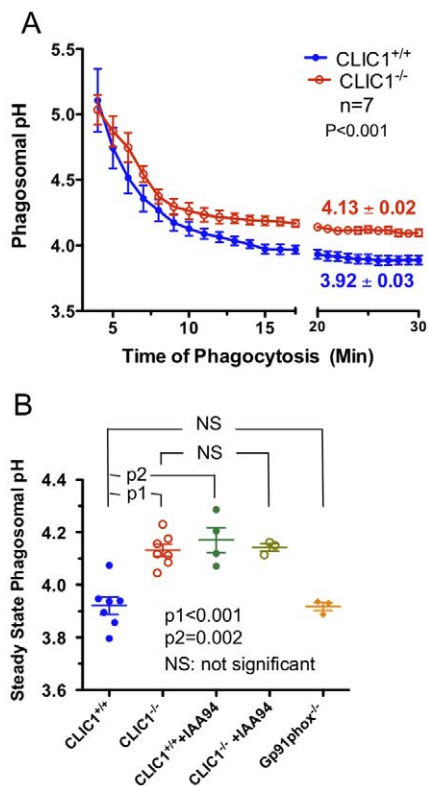 A
CLIC1+/+
CLIC1-/-
n=7
P<0.001
Phagosomal pH
5.5
5.0
4.5
4.0
3.5
4.13 ± 0.02
3.92 ± 0.03
5
10
15
20
25
30
Time of Phagocytosis (Min)
B
NS
NS
p2
p1
Steady State Phagosomal pH
4.4
4.2
4.0
3.8
3.6
p1<0.001
p2=0.002
NS: not significant
CLIC1+/+
CLIC1-/-
CLIC1+/++IAA94
CLIC1-/- +IAA94
Gp91phox-/-